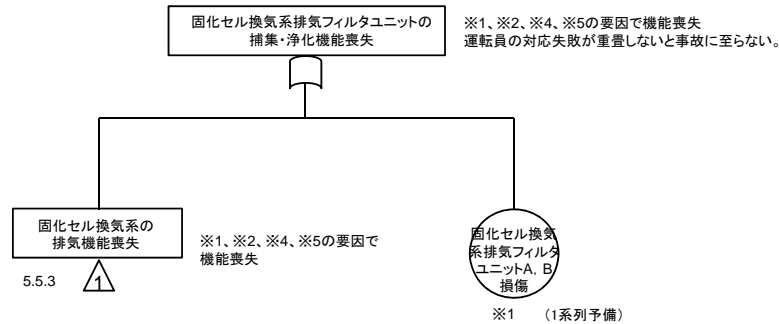 固化セル換気系排気フィルタユニットの
捕集・浄化機能喪失
※1、※2、※4、※5の要因で機能喪失
運転員の対応失敗が重畳しないと事故に至らない。
固化セル換気系の
排気機能喪失
※1、※2、※4、※5の要因で
機能喪失
5.5.3
1
固化セル換気
系排気フィルタ
ユニットA, B
損傷
※1 (1系列予備)